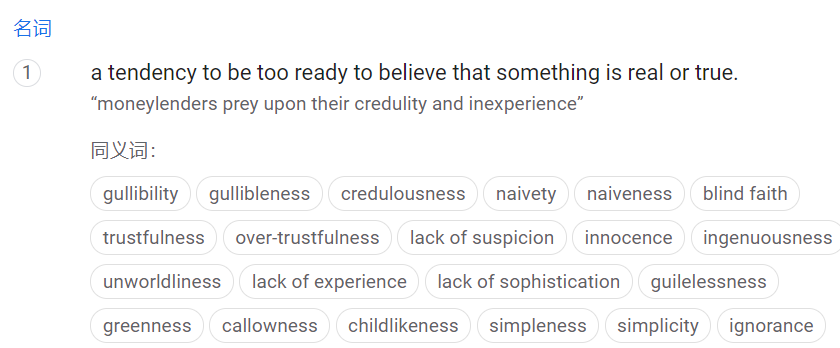 名词
1 a tendency to be too ready to believe that something is real or true.
“moneylenders prey upon their credulity and inexperience”
同义词：
gullibility gullibleness credulousness naivety naiveness blind faith
trustfulness over-trustfulness lack of suspicion innocence ingenuousness
unworldliness lack of experience lack of sophistication guilelessness
greenness callowness childlikeness simpleness simplicity ignorance